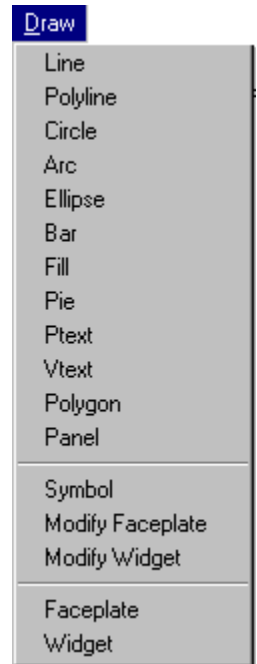 Draw
Line
Polyline
Circle
Arc
Ellipse
Bar
Fill
Pie
Ptext
Vtext
Polygon
Panel
Symbol
Modify Faceplate
Modify Widget
Faceplate
Widget